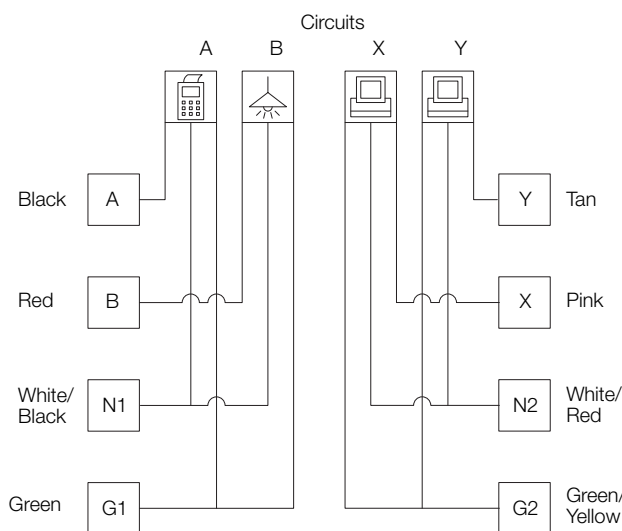 Circuits
A B X Y
Black A Y Tan
Red B X Pink
White/
Black N1 N2 White/
Red
Green G1 G2 Green/
Yellow